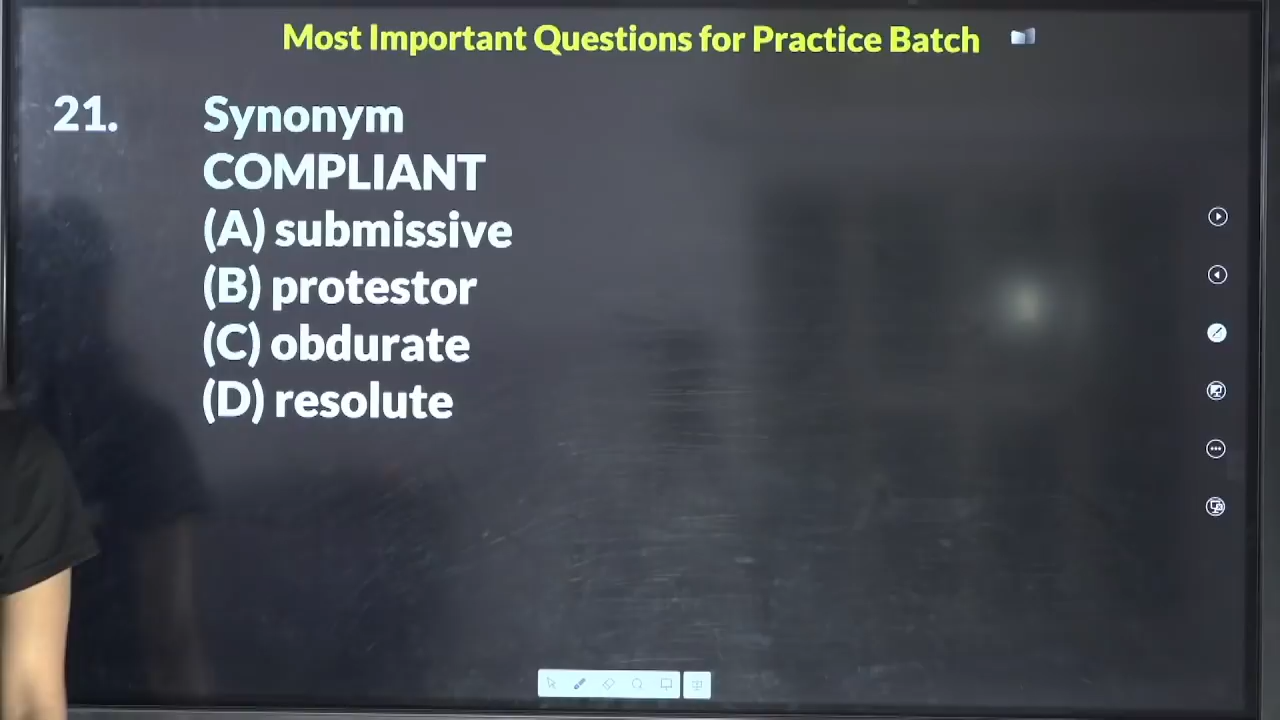 Most Important Questions for Practice Batch
21. Synonym
COMPLIANT
(A) submissive
(B) protestor
(C) obdurate
(D) resolute